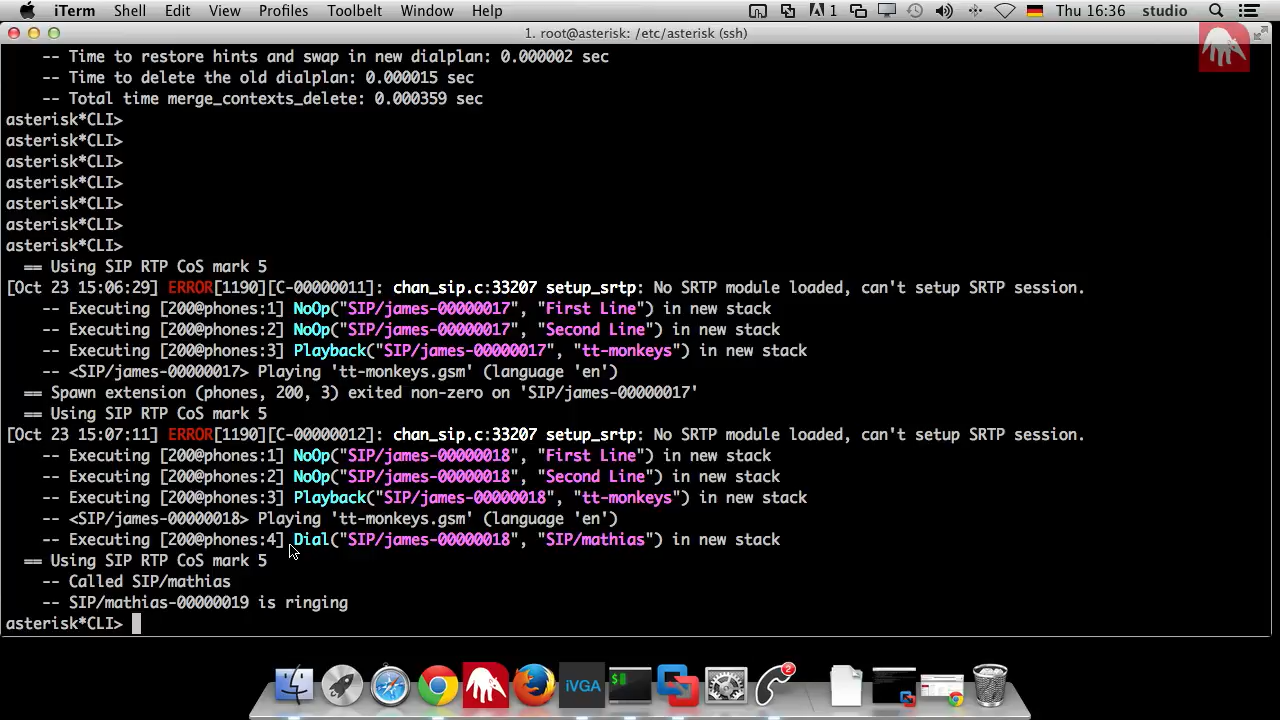 iTerm Shell Edit View Profiles Toolbelt Window Help 1 Thu 16:36 studio
1. root@asterisk: /etc/asterisk (ssh)
-- Time to restore hints and swap in new dialplan: 0.000002 sec
-- Time to delete the old dialplan: 0.000015 sec
-- Total time merge_contexts_delete: 0.000359 sec
asterisk*CLI>
asterisk*CLI>
asterisk*CLI>
asterisk*CLI>
asterisk*CLI>
asterisk*CLI>
asterisk*CLI>
== Using SIP RTP CoS mark 5
[Oct 23 15:06:29] ERROR[1190][C-00000011]: chan_sip.c:33207 setup_srtp: No SRTP module loaded, can't setup SRTP session.
-- Executing [200@phones:1] NoOp("SIP/james-00000017", "First Line") in new stack
-- Executing [200@phones:2] NoOp("SIP/james-00000017", "Second Line") in new stack
-- Executing [200@phones:3] Playback("SIP/james-00000017", "tt-monkeys") in new stack
-- <SIP/james-00000017> Playing 'tt-monkeys.gsm' (language 'en')
== Spawn extension (phones, 200, 3) exited non-zero on 'SIP/james-00000017'
== Using SIP RTP CoS mark 5
[Oct 23 15:07:11] ERROR[1190][C-00000012]: chan_sip.c:33207 setup_srtp: No SRTP module loaded, can't setup SRTP session.
-- Executing [200@phones:1] NoOp("SIP/james-00000018", "First Line") in new stack
-- Executing [200@phones:2] NoOp("SIP/james-00000018", "Second Line") in new stack
-- Executing [200@phones:3] Playback("SIP/james-00000018", "tt-monkeys") in new stack
-- <SIP/james-00000018> Playing 'tt-monkeys.gsm' (language 'en')
-- Executing [200@phones:4] Dial("SIP/james-00000018", "SIP/mathias") in new stack
== Using SIP RTP CoS mark 5
-- Called SIP/mathias
-- SIP/mathias-00000019 is ringing
asterisk*CLI>
iVGA $ 2